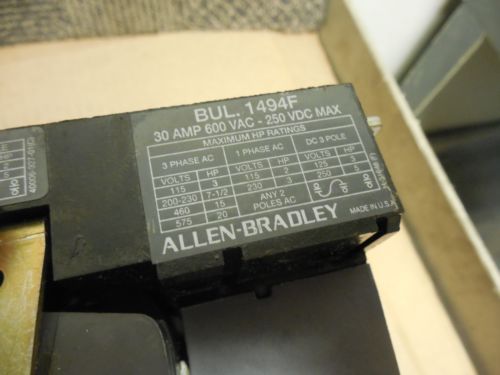 BUL. 1494F
30 AMP 600 VAC - 250 VDC MAX
MAXIMUM HP RATINGS
3 PHASE AC 1 PHASE AC DC 3 POLE
VOLTS HP VOLTS HP VOLTS HP
115 3 115 2 125 3
200-230 7-1/2 230 3 250 5
460 15 ANY 2
575 20 POLES AC
ALLEN-BRADLEY
MADE IN U.S.A.